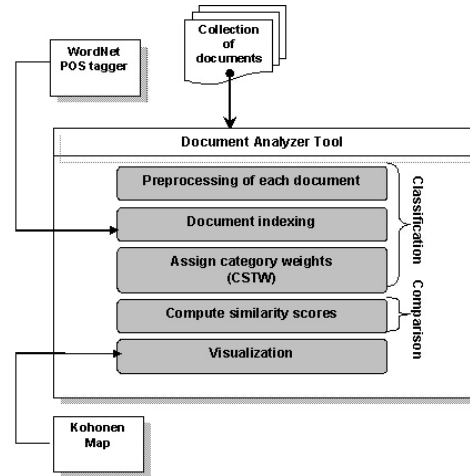 WordNet
POS tagger
Collection
of
documents
Document Analyzer Tool
Preprocessing of each document
Document indexing
Assign category weights
(CSTW)
Compute similarity scores
Visualization
Classification
Comparison
Kohonen
Map